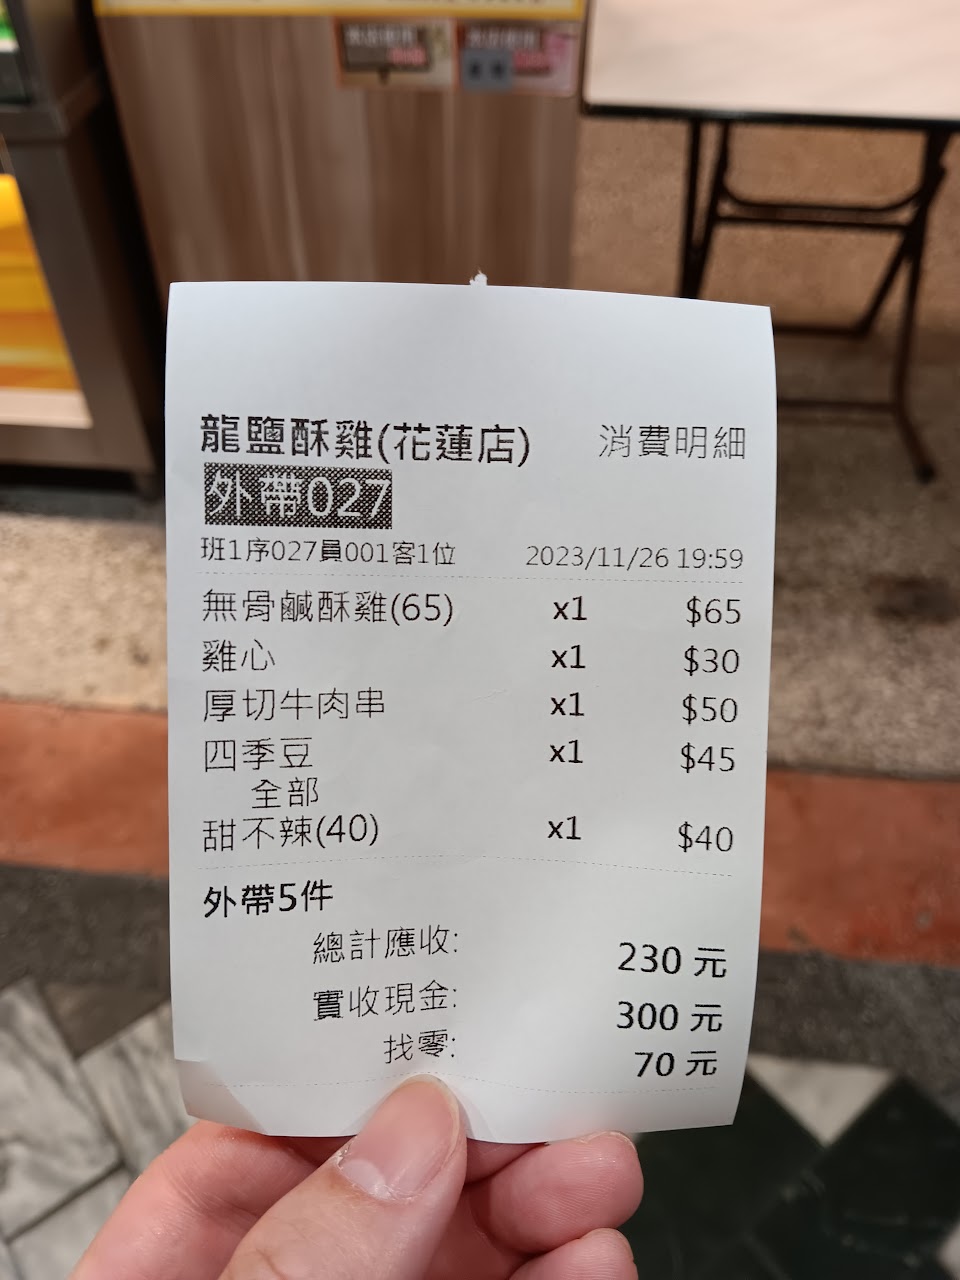 龍鹽酥雞(花蓮店) 消費明細
外帶027
班1序027員001客1位 2023/11/26 19:59
無骨鹹酥雞(65) x1 $65
雞心 x1 $30
厚切牛肉串 x1 $50
四季豆 x1 $45
全部
甜不辣(40) x1 $40
外帶5件
總計應收: 230 元
實收現金: 300 元
找零: 70 元